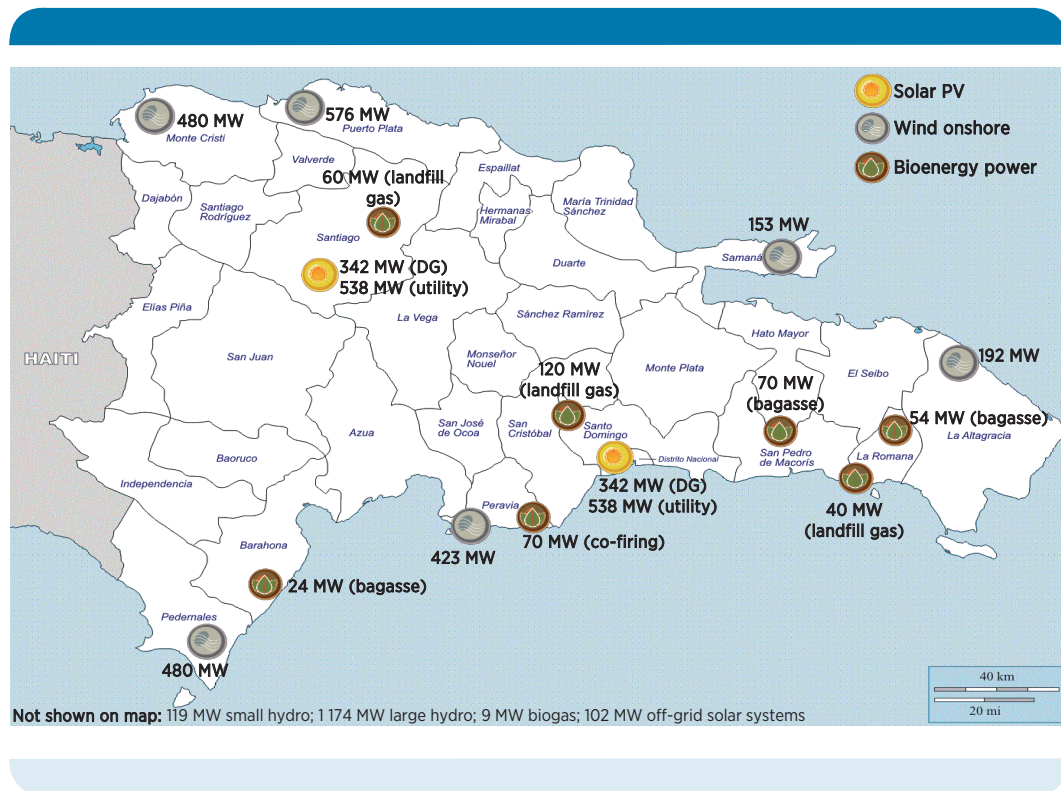 Solar PV
Wind onshore
Bioenergy power
480 MW
Monte Cristi
576 MW
Puerto Plata
Valverde
60 MW (landfill
gas)
Espaillat
Dajabón
Santiago
Rodríguez
Hermanas
Mirabal
María Trinidad
Sánchez
Santiago
153 MW
Samaná
342 MW (DG)
538 MW (utility)
Duarte
Elías Piña
La Vega
Sánchez Ramírez
Hato Mayor
HAITI
San Juan
Monseñor
Nouel
120 MW
(landfill gas)
Monte Plata
70 MW
(bagasse)
El Seibo
192 MW
54 MW (bagasse)
La Altagracia
Azua
San José
de Ocoa
San
Cristóbal
Santo
Domingo
Distrito Nacional
San Pedro
de Macorís
La Romana
Baoruco
Independencia
342 MW (DG)
538 MW (utility)
40 MW
(landfill gas)
Peravia
423 MW
70 MW (co-firing)
Barahona
24 MW (bagasse)
Pedernales
480 MW
40 km
20 mi
Not shown on map: 119 MW small hydro; 1 174 MW large hydro; 9 MW biogas; 102 MW off-grid solar systems